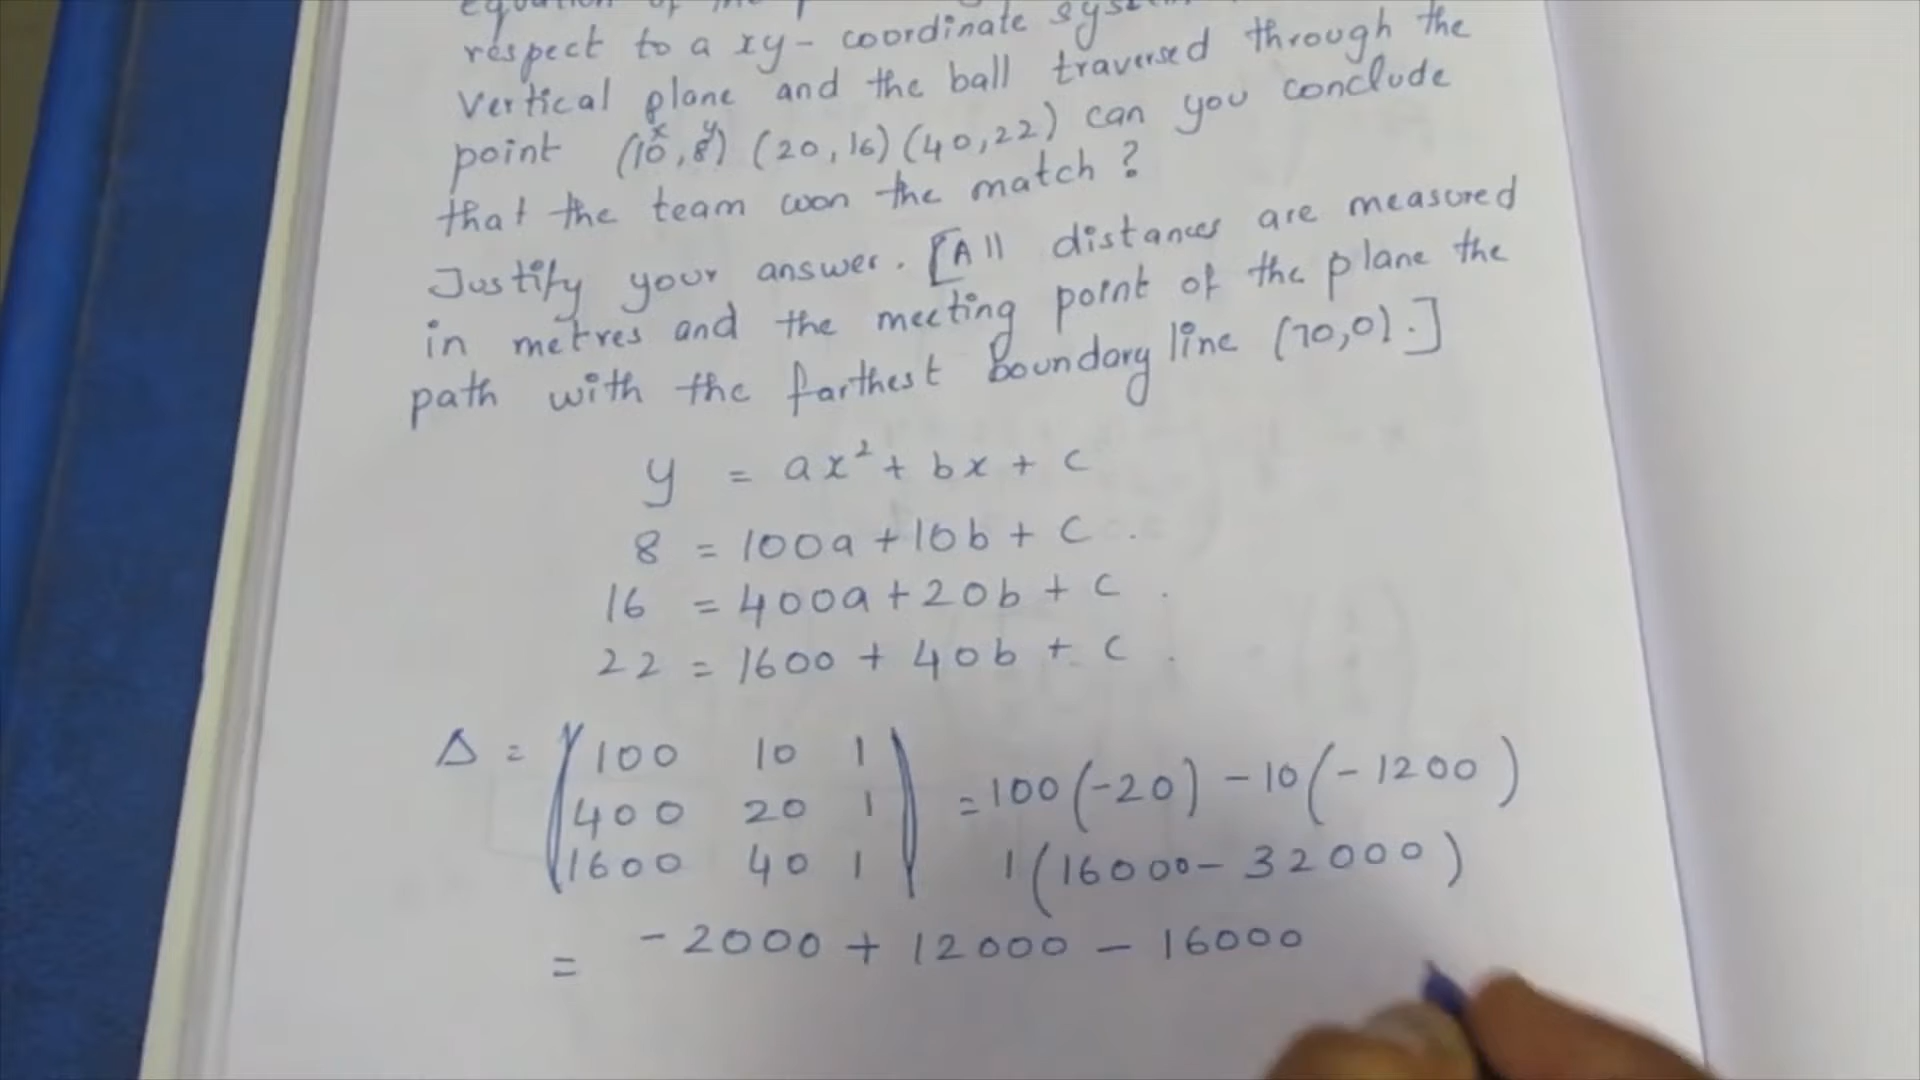 equation of the p
respect to a xy- coordinate syst
vertical plane and the ball traversed through the
x y
point (10,8) (20,16) (40,22) can you conclude
that the team won the match?
Justify your answer. [All distances are measured
in metres and the meeting point of the plane the
path with the farthest boundary line (70,0).]
y = ax² + bx + c
8 = 100a + 10b + c .
16 = 400a + 20b + c .
22 = 1600 + 40b + c .
Δ = | 100 10 1 | = 100(-20) - 10(-1200)
| 400 20 1 |
| 1600 40 1 | 1(16000 - 32000)
= - 2000 + 12000 - 16000